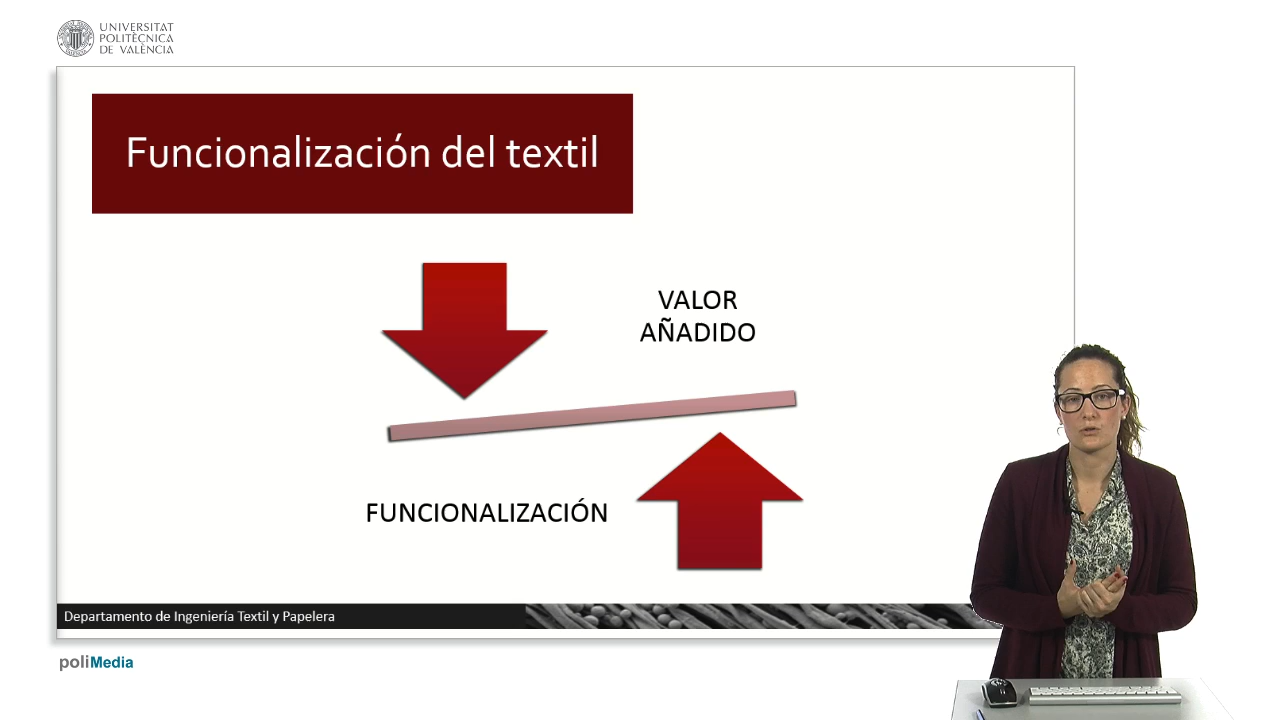 UNIVERSITAT
POLITÈCNICA
DE VALÈNCIA
Funcionalización del textil
VALOR
AÑADIDO
FUNCIONALIZACIÓN
Departamento de Ingeniería Textil y Papelera
poliMedia